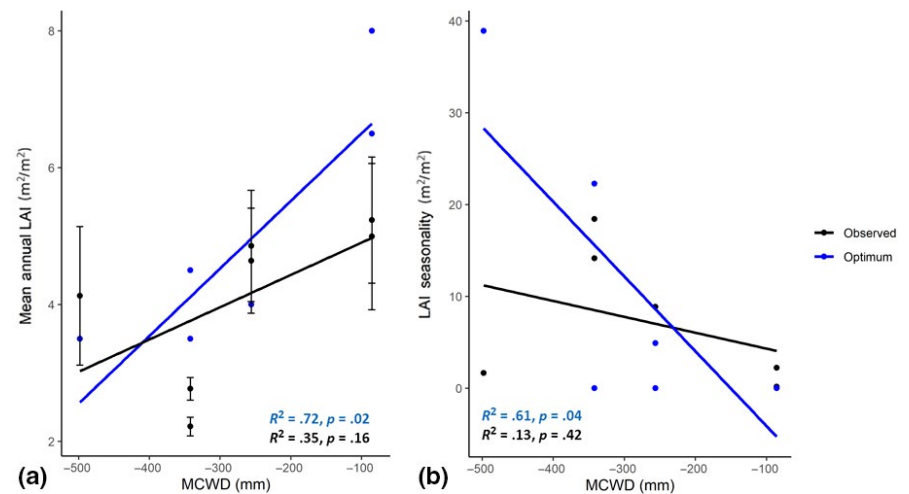 8
6
4
2
Mean annual LAI (m²/m²)
R² = .72, p = .02
R² = .35, p = .16
−500 −400 −300 −200 −100
MCWD (mm)
(a)
40
30
20
10
0
LAI seasonality (m²/m²)
R² = .61, p = .04
R² = .13, p = .42
−500 −400 −300 −200 −100
MCWD (mm)
(b)
Observed
Optimum